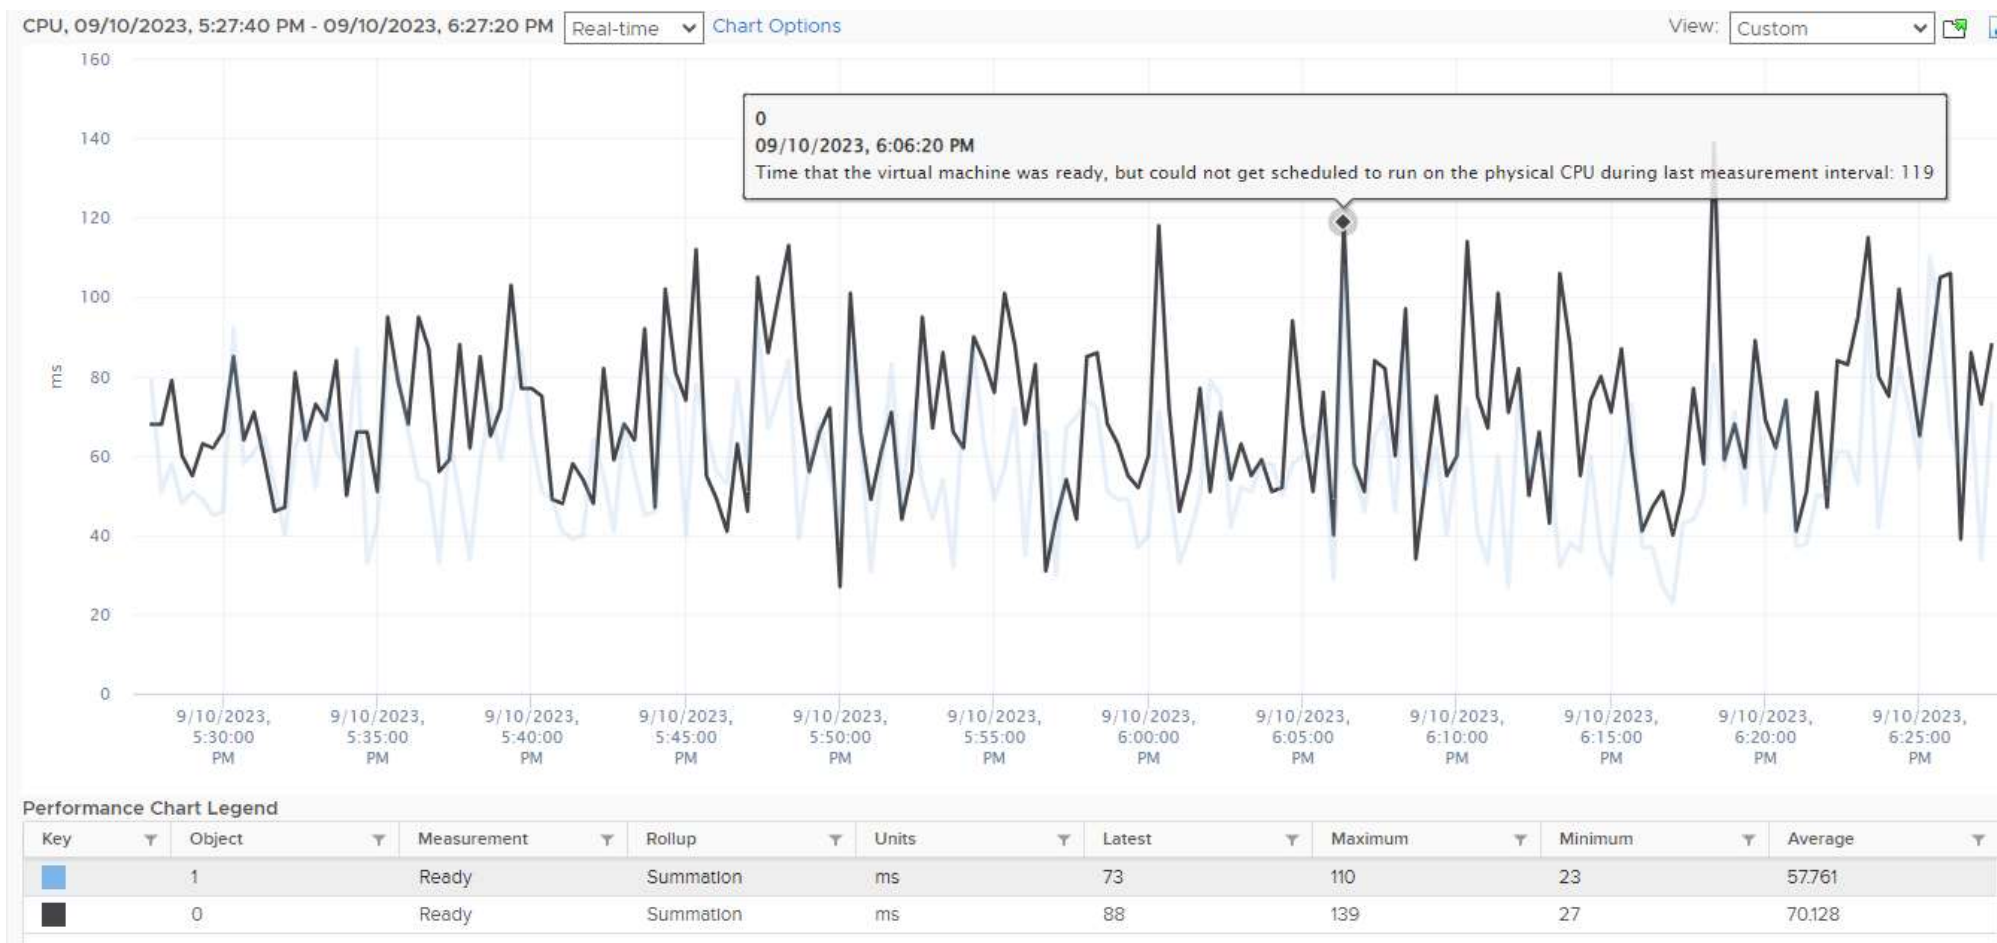 CPU, 09/10/2023, 5:27:40 PM - 09/10/2023, 6:27:20 PM Real-time Chart Options View: Custom
160
140
120
100
80
60
40
20
0
ms
0
09/10/2023, 6:06:20 PM
Time that the virtual machine was ready, but could not get scheduled to run on the physical CPU during last measurement interval: 119
9/10/2023, 9/10/2023, 9/10/2023, 9/10/2023, 9/10/2023, 9/10/2023, 9/10/2023, 9/10/2023, 9/10/2023, 9/10/2023, 9/10/2023, 9/10/2023,
5:30:00 5:35:00 5:40:00 5:45:00 5:50:00 5:55:00 6:00:00 6:05:00 6:10:00 6:15:00 6:20:00 6:25:00
PM PM PM PM PM PM PM PM PM PM PM PM
Performance Chart Legend
Key Object Measurement Rollup Units Latest Maximum Minimum Average
1 Ready Summation ms 73 110 23 57.761
0 Ready Summation ms 88 139 27 70.128